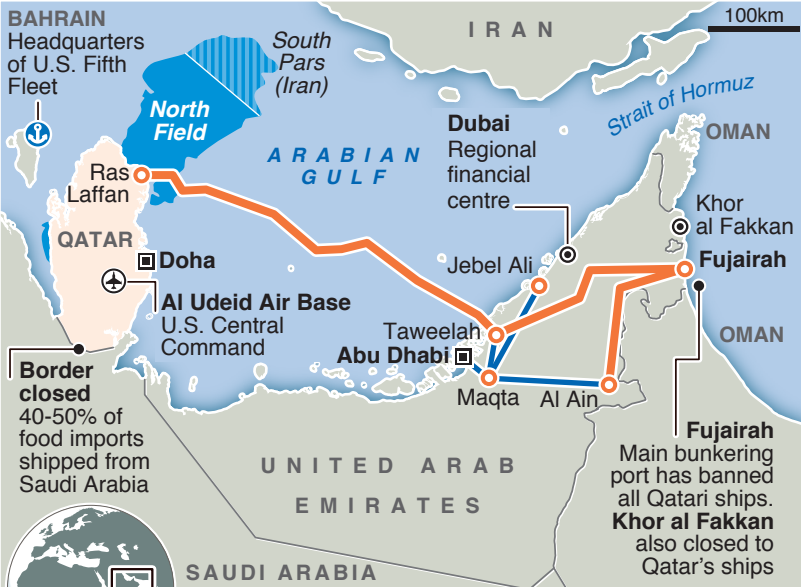 BAHRAIN
Headquarters
of U.S. Fifth
Fleet
South
Pars
(Iran)
North
Field
IRAN
100km
Strait of Hormuz
OMAN
ARABIAN
GULF
Dubai
Regional
financial
centre
Ras
Laffan
Khor
al Fakkan
QATAR
Doha
Jebel Ali
Fujairah
Al Udeid Air Base
U.S. Central
Command
Taweelah
Abu Dhabi
OMAN
Maqta
Al Ain
Border
closed
40-50% of
food imports
shipped from
Saudi Arabia
Fujairah
Main bunkering
port has banned
all Qatari ships.
Khor al Fakkan
also closed to
Qatar's ships
UNITED ARAB
EMIRATES
SAUDI ARABIA